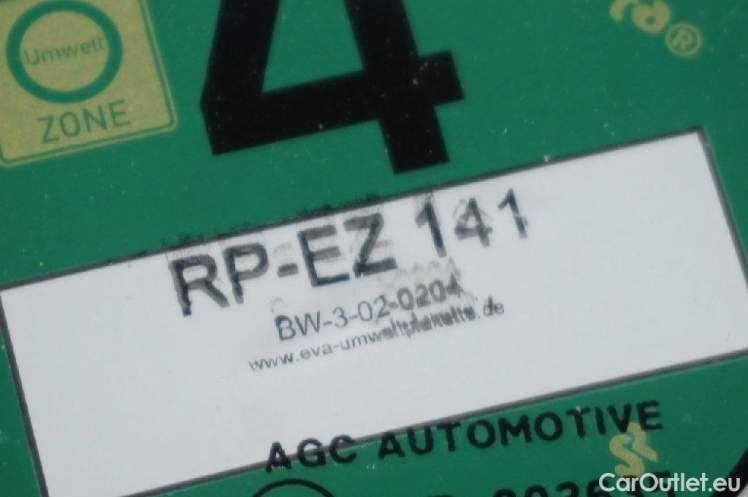 Umwelt
ZONE
4
RP-EZ 141
BW-3-02-0204
www.eva-umweltplakette.de
AGC AUTOMOTIVE
CarOutlet.eu